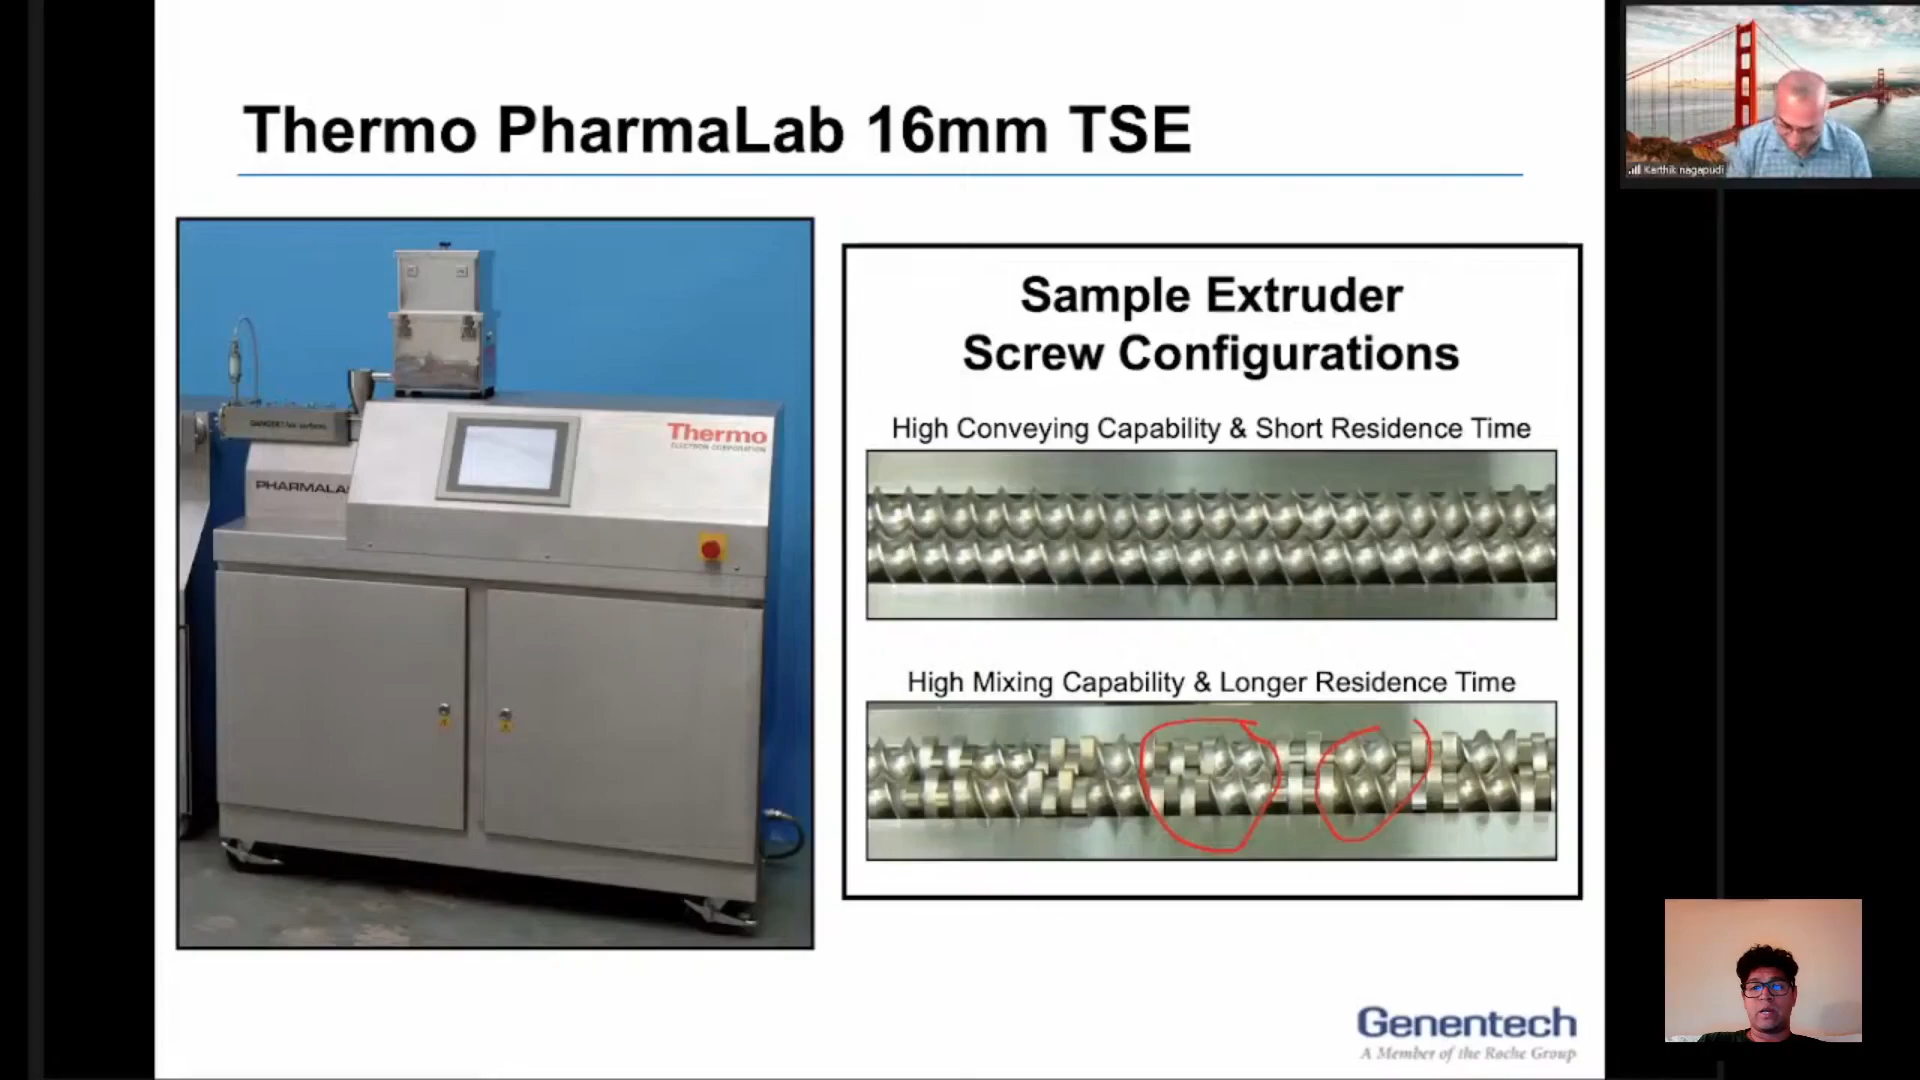 Thermo PharmaLab 16mm TSE
Karthik nagapudi
Thermo
ELECTRON CORPORATION
PHARMALA
Sample Extruder
Screw Configurations
High Conveying Capability & Short Residence Time
High Mixing Capability & Longer Residence Time
Genentech
A Member of the Roche Group